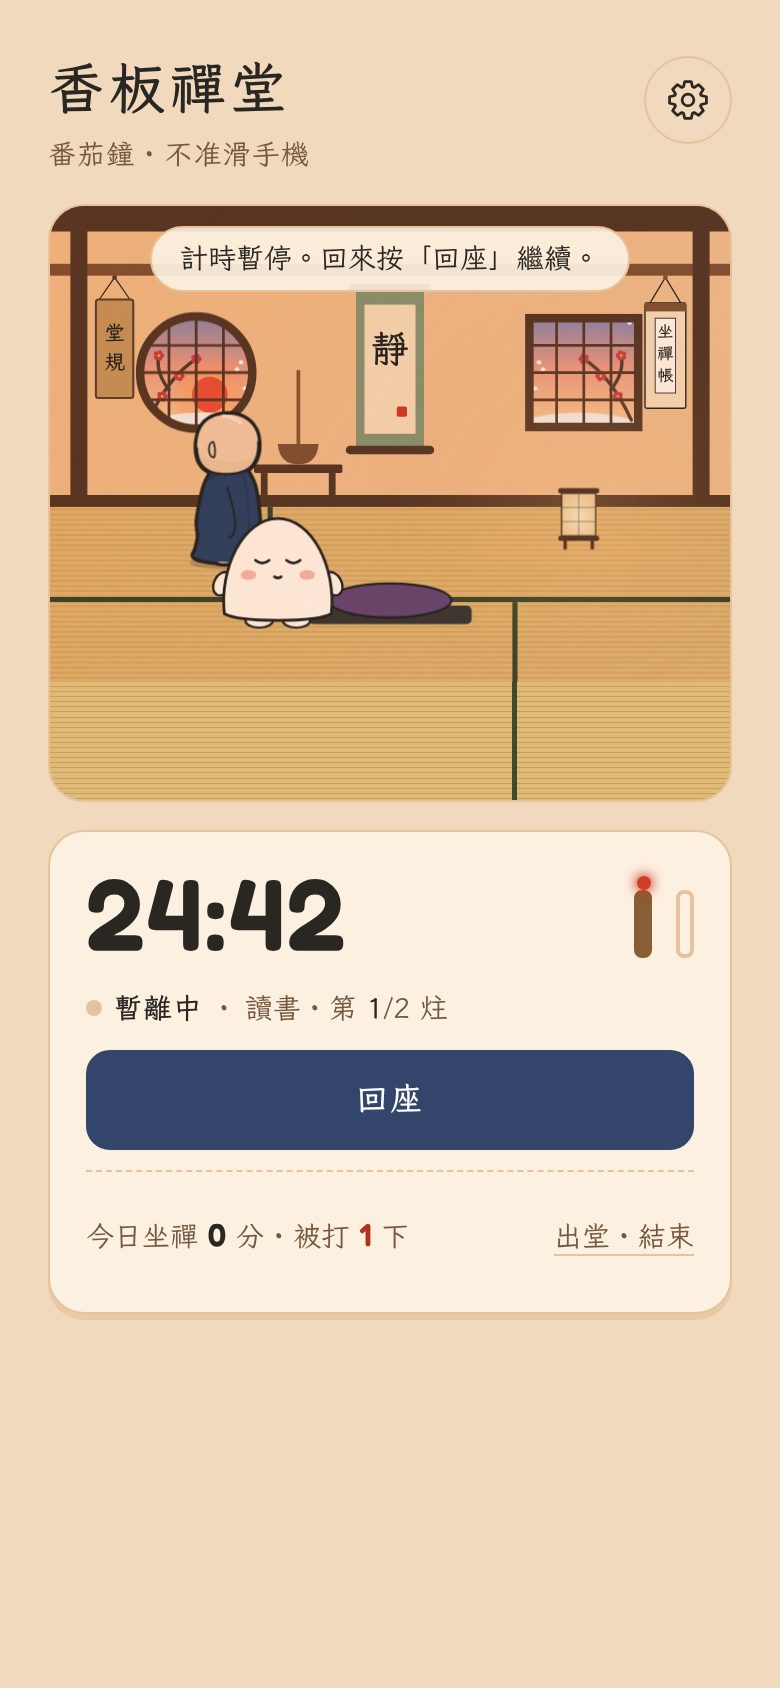 香板禪堂
番茄鐘・不准滑手機
計時暫停。回來按「回座」繼續。
堂規
靜
坐禪帳
24:42
暫離中 · 讀書・第 1/2 炷
回座
今日坐禪 0 分・被打 1 下
出堂・結束